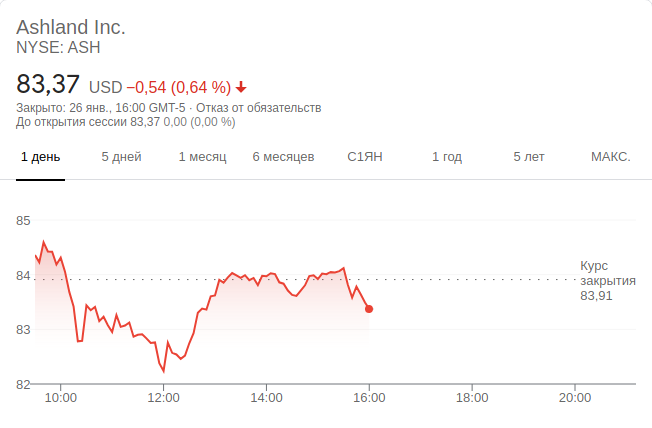 Ashland Inc.
NYSE: ASH
83,37 USD −0,54 (0,64 %)
Закрыто: 26 янв., 16:00 GMT-5 · Отказ от обязательств
До открытия сессии 83,37 0,00 (0,00 %)
1 день 5 дней 1 месяц 6 месяцев С1ЯН 1 год 5 лет МАКС.
85
84
83
82
Курс
закрытия
83,91
10:00 12:00 14:00 16:00 18:00 20:00